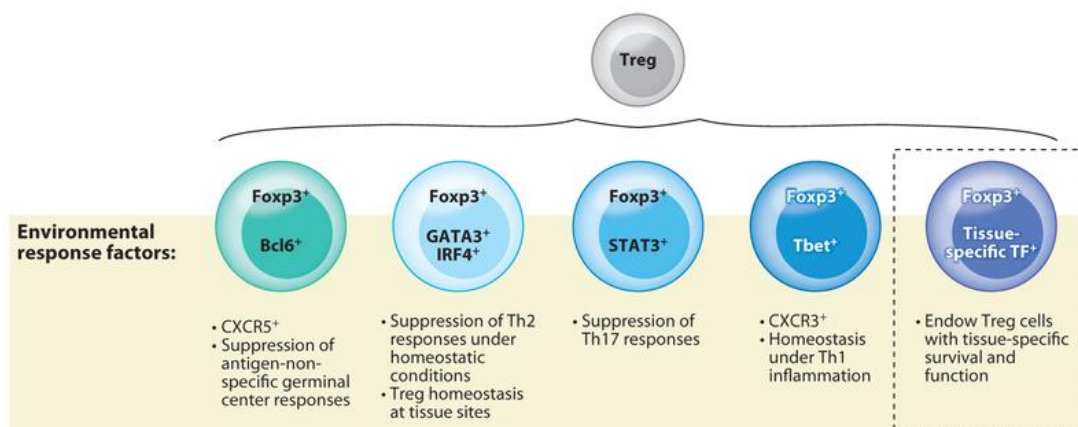 Treg
Foxp3⁺
Bcl6⁺
Foxp3⁺
GATA3⁺
IRF4⁺
Foxp3⁺
STAT3⁺
Foxp3⁺
Tbet⁺
Foxp3⁺
Tissue-
specific TF⁺
Environmental
response factors:
• CXCR5⁺
• Suppression of
antigen-non-
specific germinal
center responses
• Suppression of Th2
responses under
homeostatic
conditions
• Treg homeostasis
at tissue sites
• Suppression of
Th17 responses
• CXCR3⁺
• Homeostasis
under Th1
inflammation
• Endow Treg cells
with tissue-specific
survival and
function